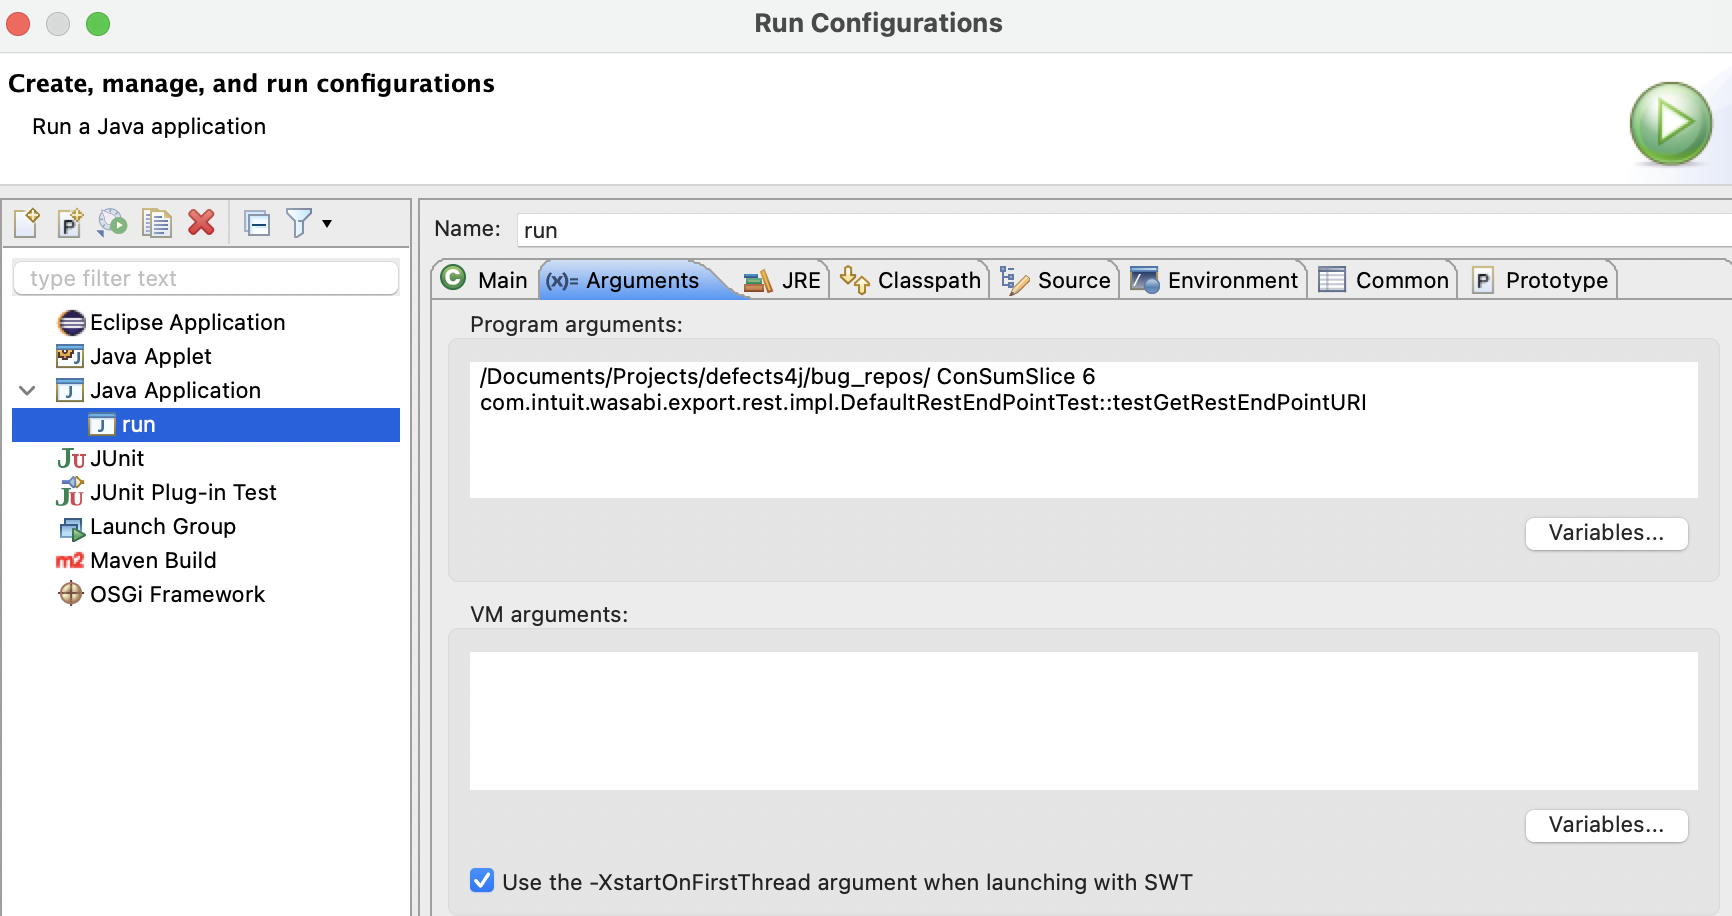 Run Configurations
Create, manage, and run configurations
Run a Java application
P
type filter text
Eclipse Application
Java Applet
Java Application
run
JUnit
JUnit Plug-in Test
Launch Group
m2 Maven Build
OSGi Framework
Name: run
Main (x)= Arguments JRE Classpath Source Environment Common P Prototype
Program arguments:
/Documents/Projects/defects4j/bug_repos/ ConSumSlice 6
com.intuit.wasabi.export.rest.impl.DefaultRestEndPointTest::testGetRestEndPointURI
Variables...
VM arguments:
Variables...
Use the -XstartOnFirstThread argument when launching with SWT